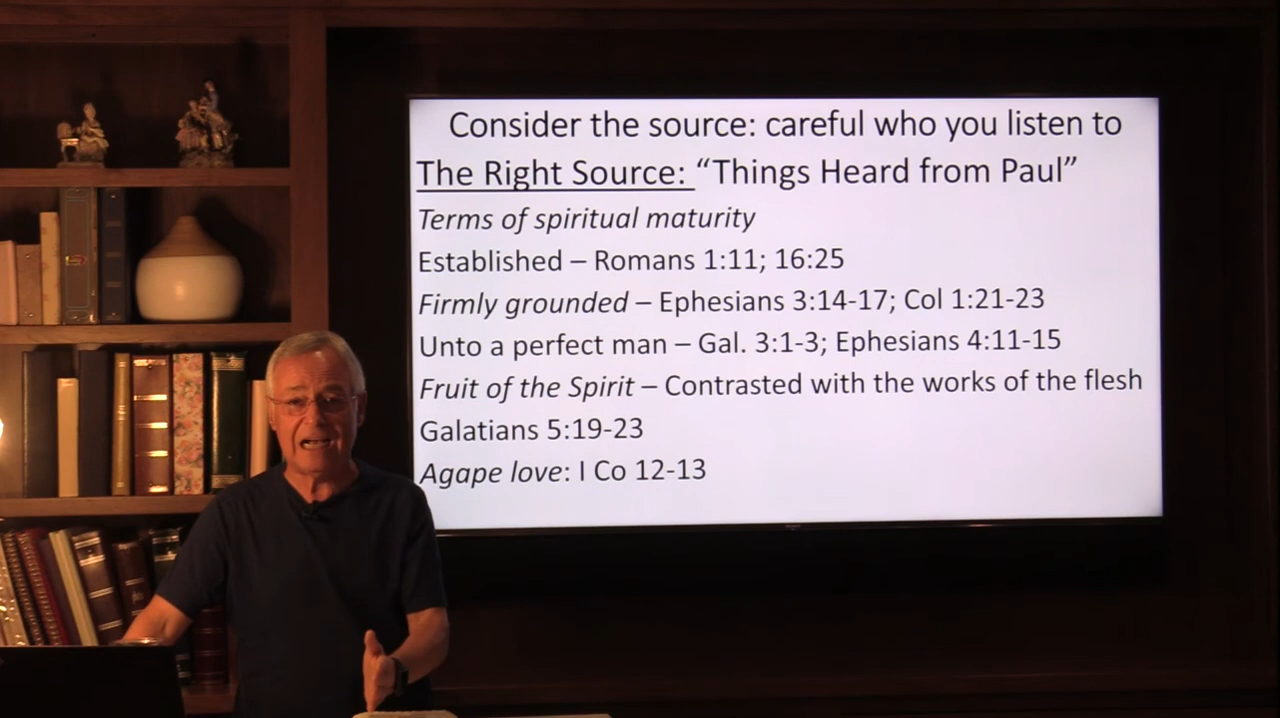 Consider the source: careful who you listen to
The Right Source: “Things Heard from Paul”
Terms of spiritual maturity
Established – Romans 1:11; 16:25
Firmly grounded – Ephesians 3:14-17; Col 1:21-23
Unto a perfect man – Gal. 3:1-3; Ephesians 4:11-15
Fruit of the Spirit – Contrasted with the works of the flesh
Galatians 5:19-23
Agape love: I Co 12-13